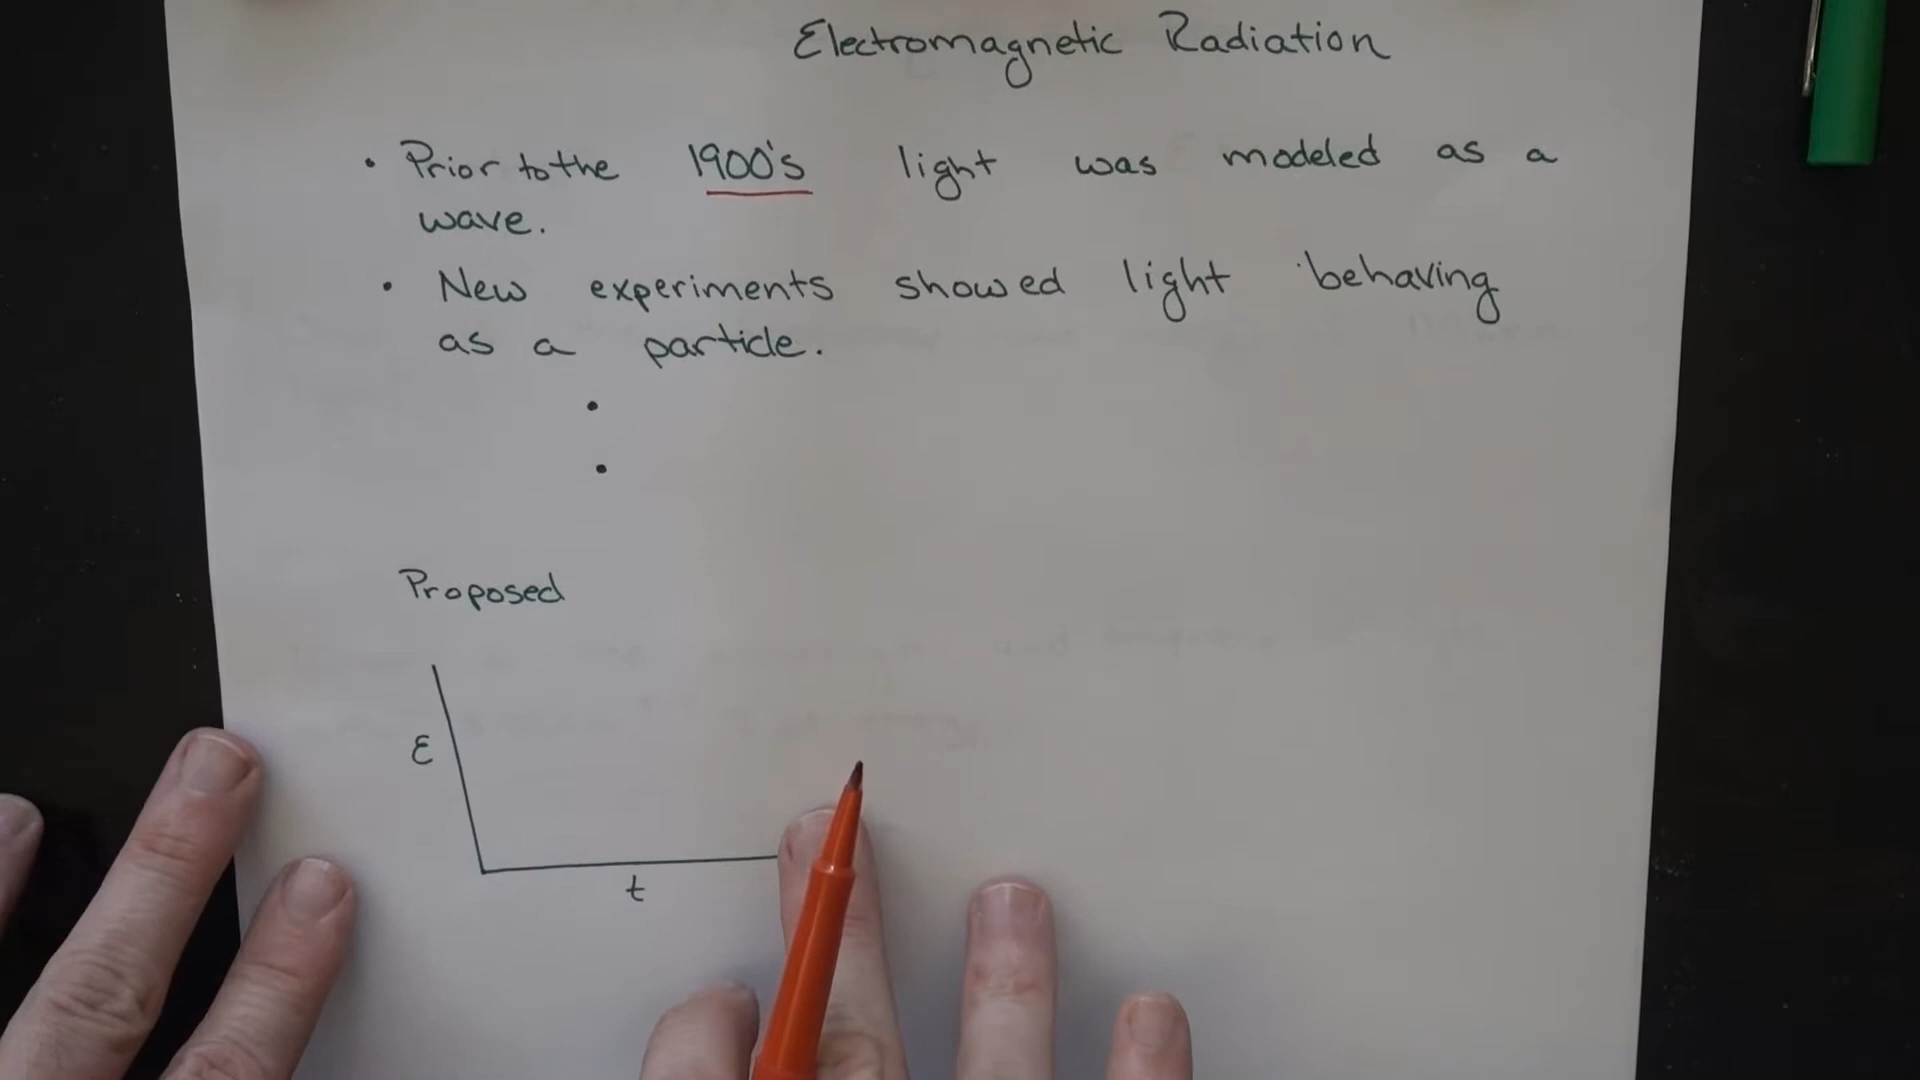 Electromagnetic Radiation
• Prior to the 1900's light was modeled as a
wave.
• New experiments showed light behaving
as a particle.
•
•
Proposed
ε
t